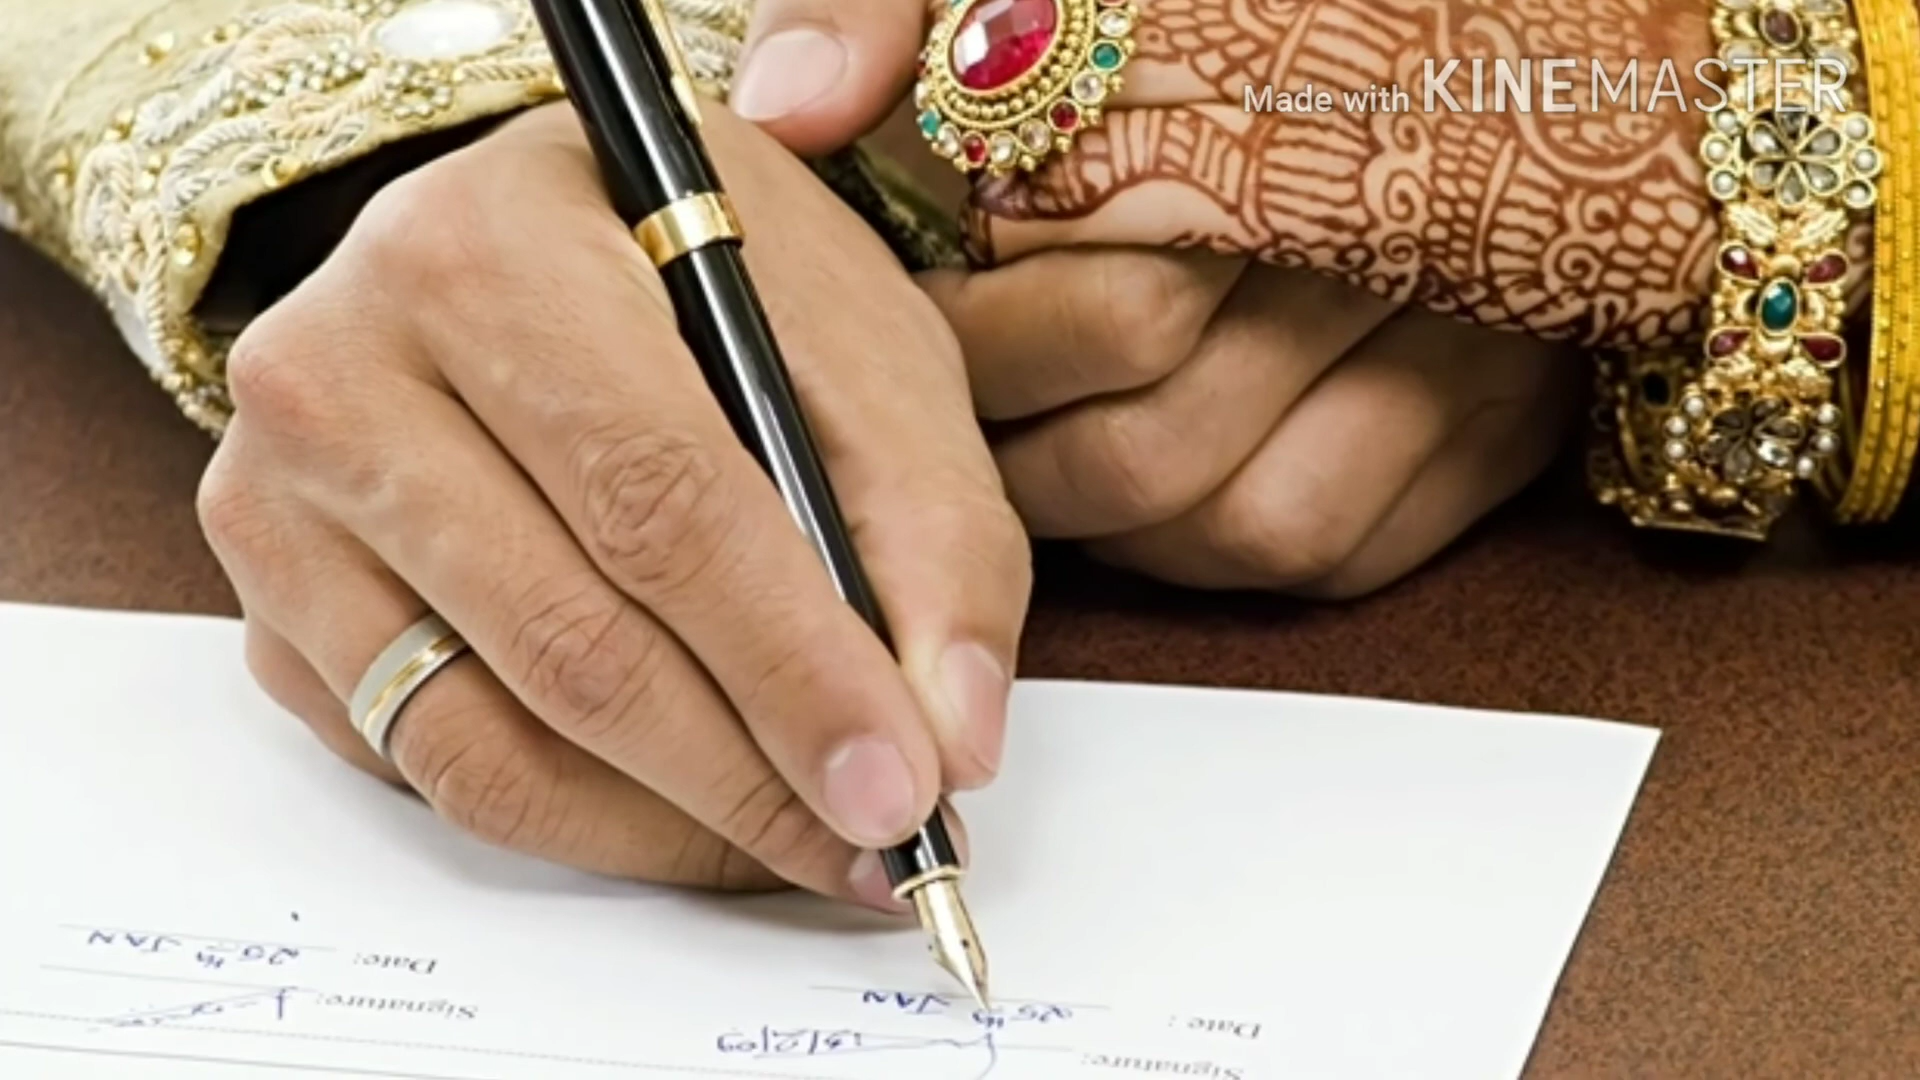 Made with KINEMASTER
Signature:
Signature: 13/2/09
Date: 25th JAN
Date: 25th JAN